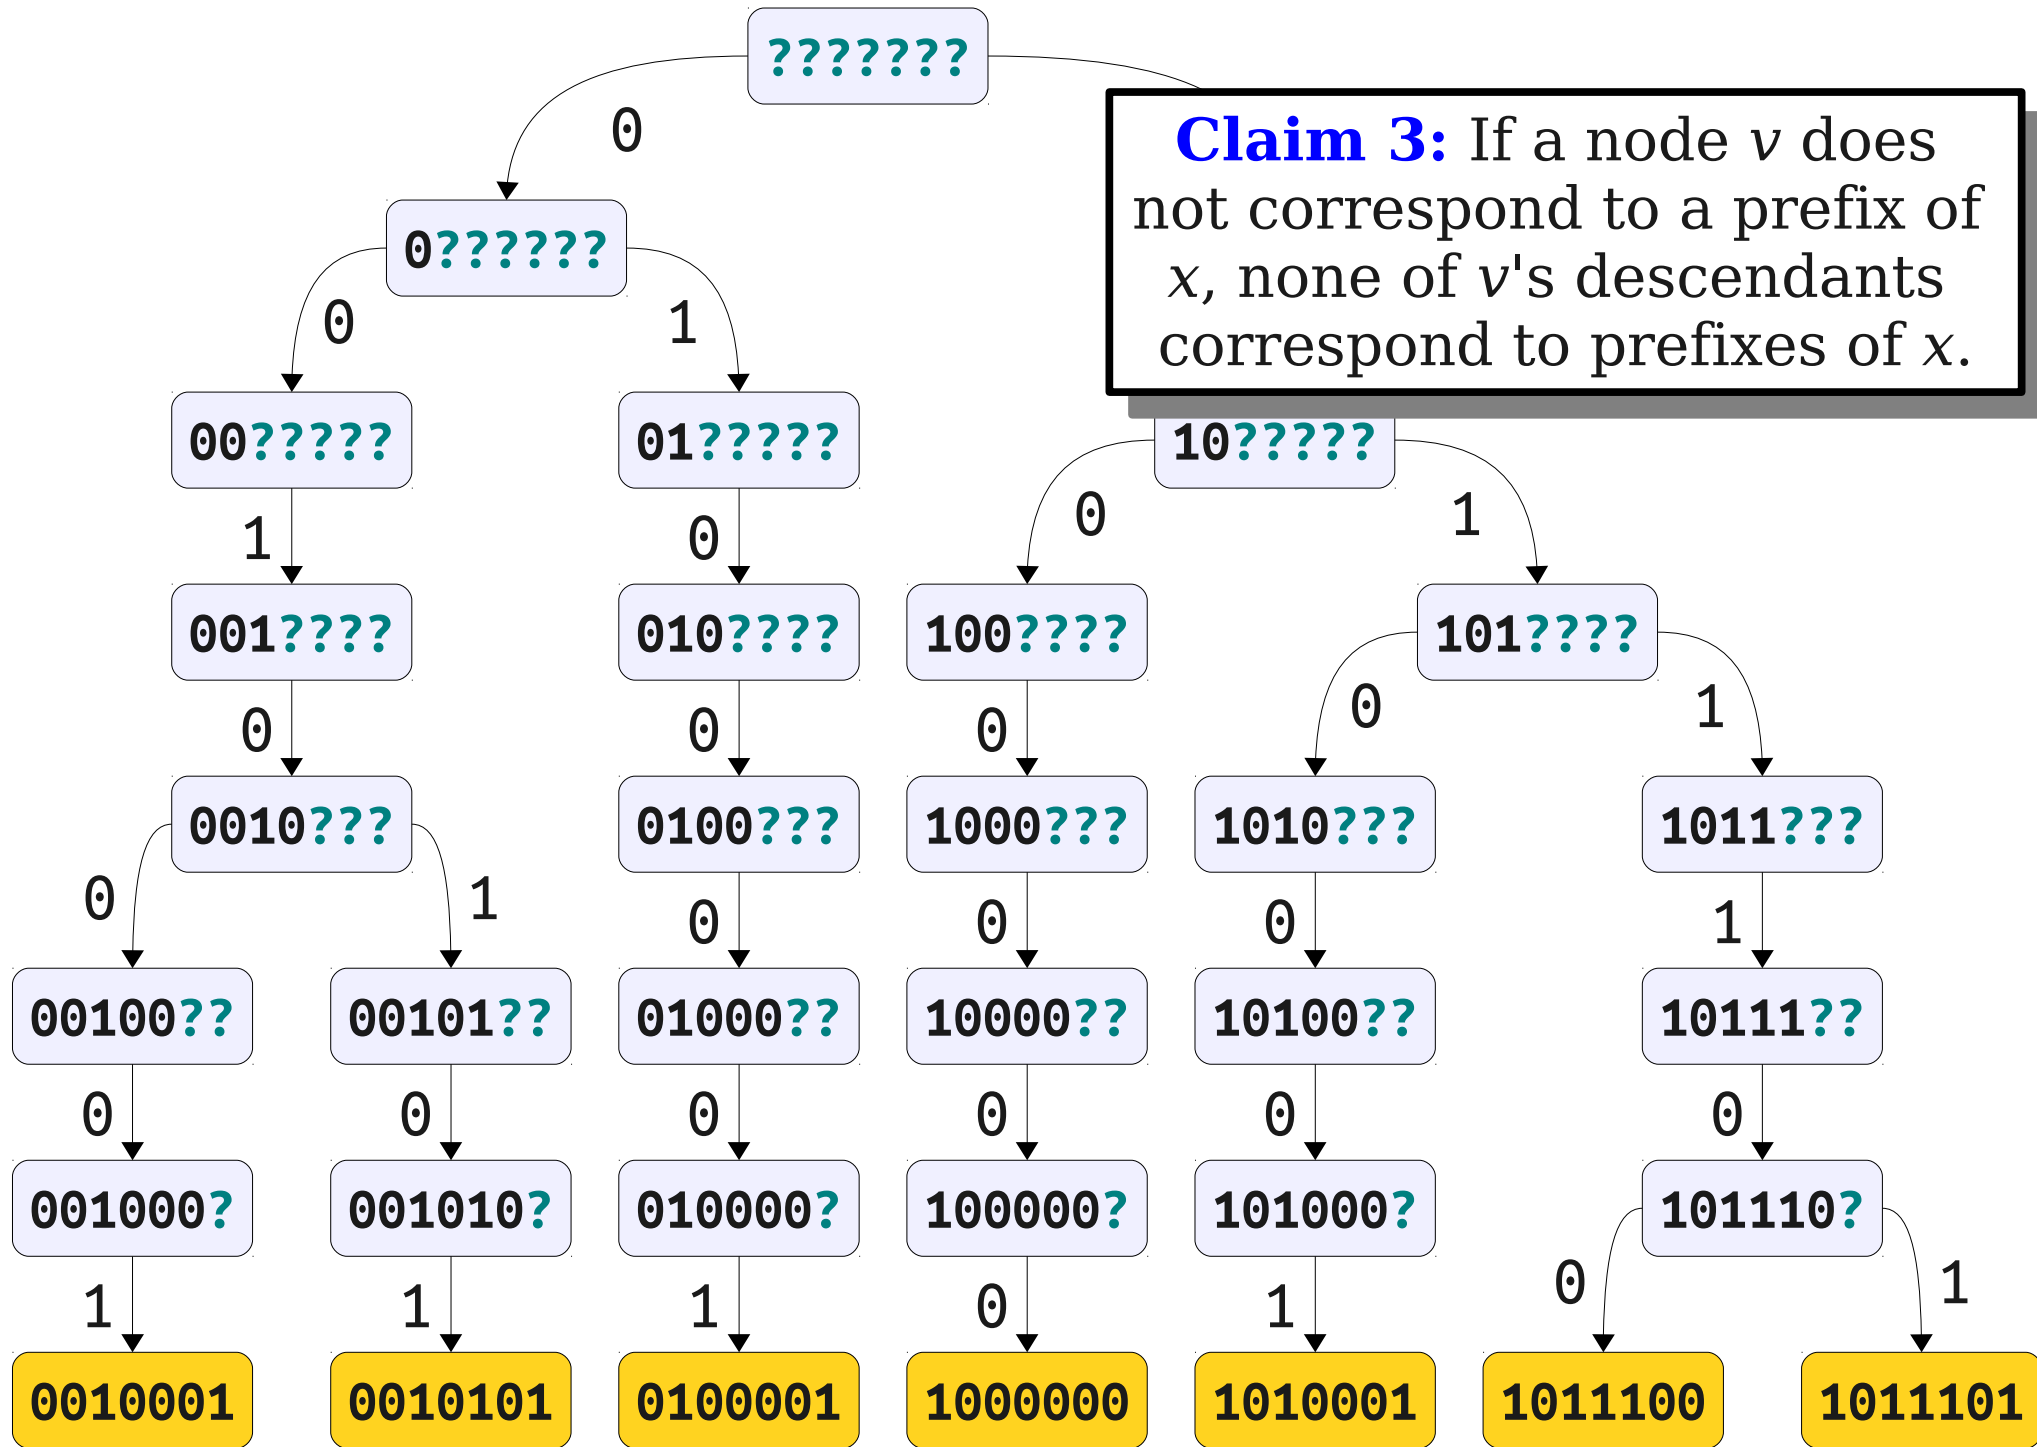 ???????
Claim 3: If a node v does
not correspond to a prefix of
x, none of v's descendants
correspond to prefixes of x.
0
0??????
0 1
00????? 01????? 10?????
0 1
1 0
001???? 010???? 100???? 101????
0 1
0 0 0
0010??? 0100??? 1000??? 1010??? 1011???
0 1 0 0 0 1
00100?? 00101?? 01000?? 10000?? 10100?? 10111??
0 0 0 0 0 0
001000? 001010? 010000? 100000? 101000? 101110?
1 1 1 0 1 0 1
0010001 0010101 0100001 1000000 1010001 1011100 1011101